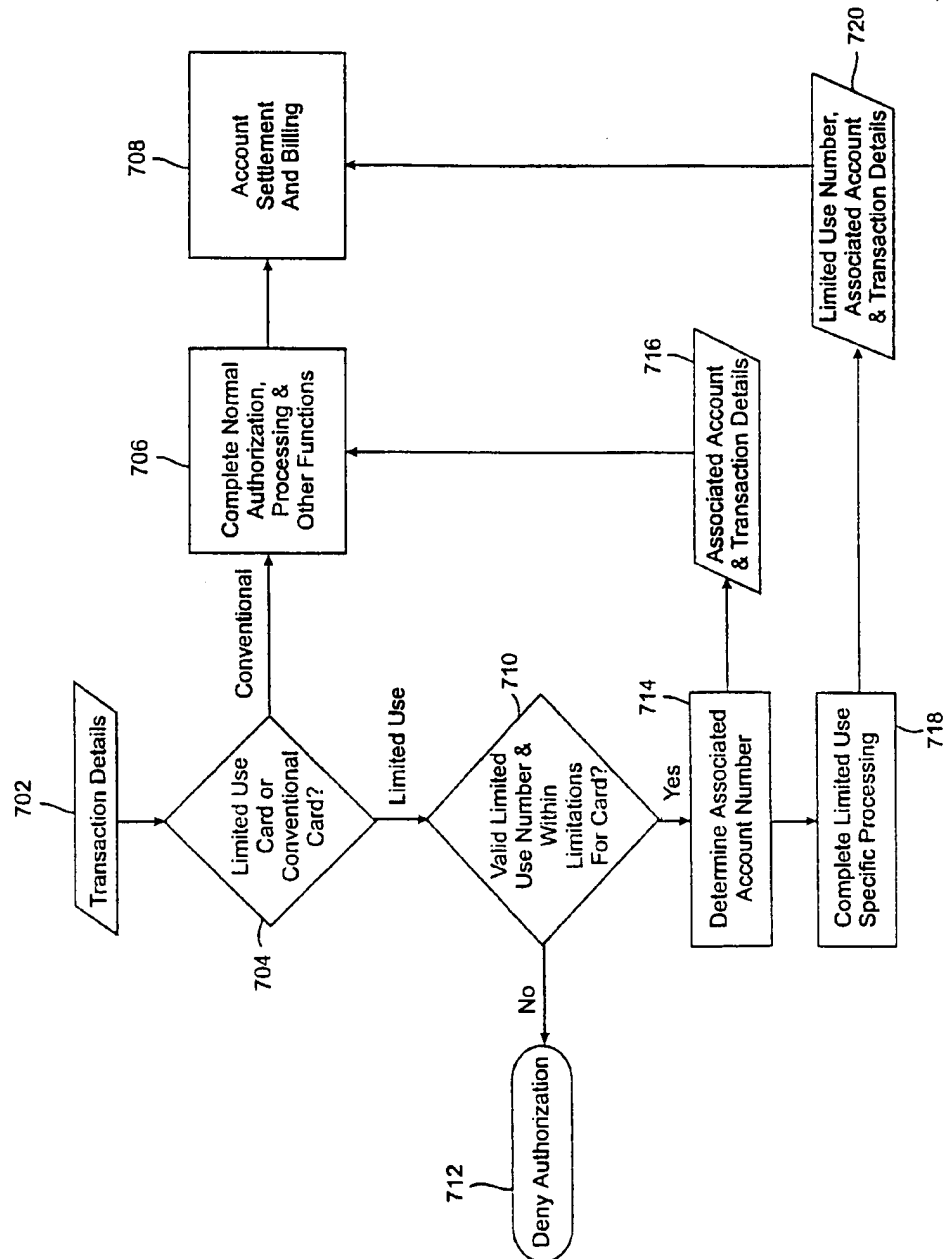 702
Transaction Details
704
Limited Use
Card or
Conventional
Card?
Conventional
706
Complete Normal
Authorization,
Processing &
Other Functions
708
Account
Settlement
And Billing
Limited Use
710
Valid Limited
Use Number &
Within
Limitations
For Card?
No
712
Deny Authorization
Yes
714
Determine Associated
Account Number
716
Associated Account
& Transaction Details
718
Complete Limited Use
Specific Processing
720
Limited Use Number,
Associated Account
& Transaction Details